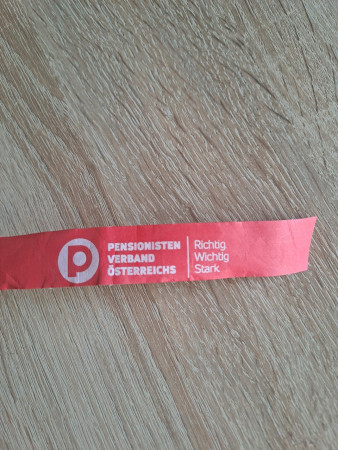 P
PENSIONISTEN
VERBAND
ÖSTERREICHS
Richtig
Wichtig
Stark